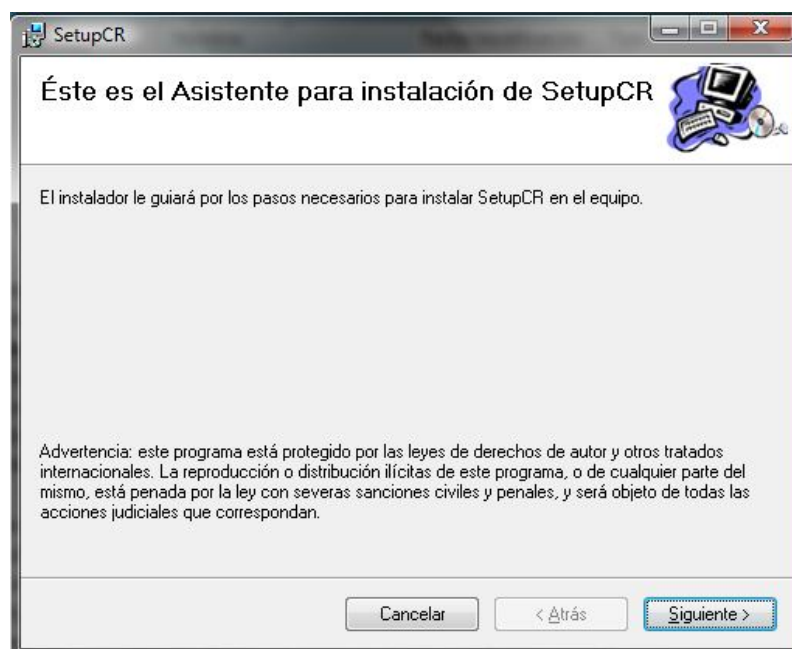 SetupCR
Éste es el Asistente para instalación de SetupCR
El instalador le guiará por los pasos necesarios para instalar SetupCR en el equipo.
Advertencia: este programa está protegido por las leyes de derechos de autor y otros tratados
internacionales. La reproducción o distribución ilícitas de este programa, o de cualquier parte del
mismo, está penada por la ley con severas sanciones civiles y penales, y será objeto de todas las
acciones judiciales que correspondan.
Cancelar < Atrás Siguiente >